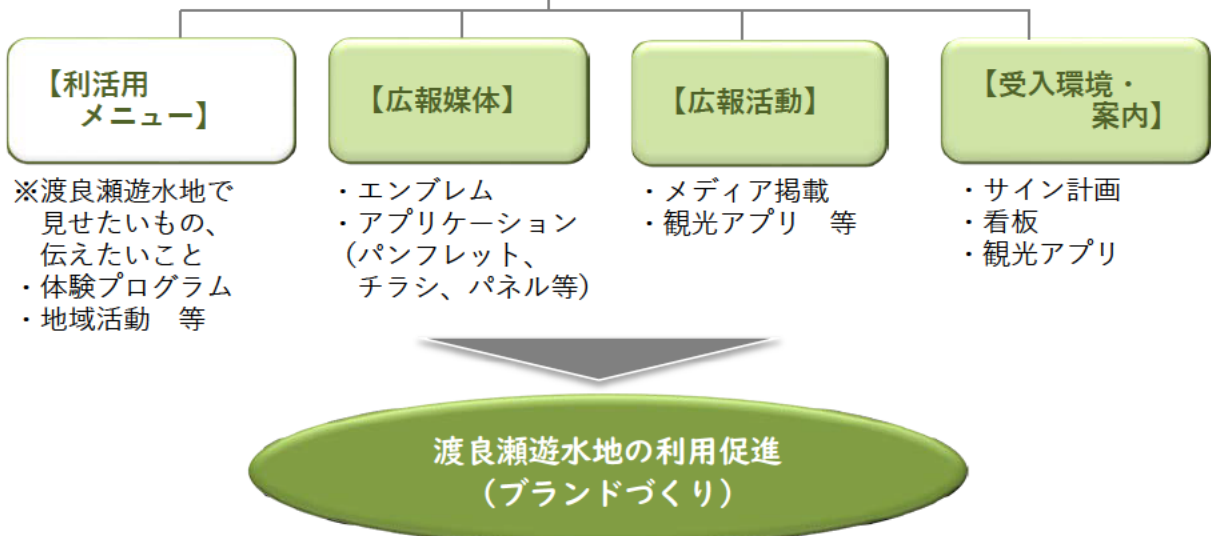 【利活用
メニュー】
※渡良瀬遊水地で
見せたいもの、
伝えたいこと
・体験プログラム
・地域活動　等
【広報媒体】
・エンブレム
・アプリケーション
（パンフレット、
チラシ、パネル等）
【広報活動】
・メディア掲載
・観光アプリ　等
【受入環境・
案内】
・サイン計画
・看板
・観光アプリ
渡良瀬遊水地の利用促進
（ブランドづくり）